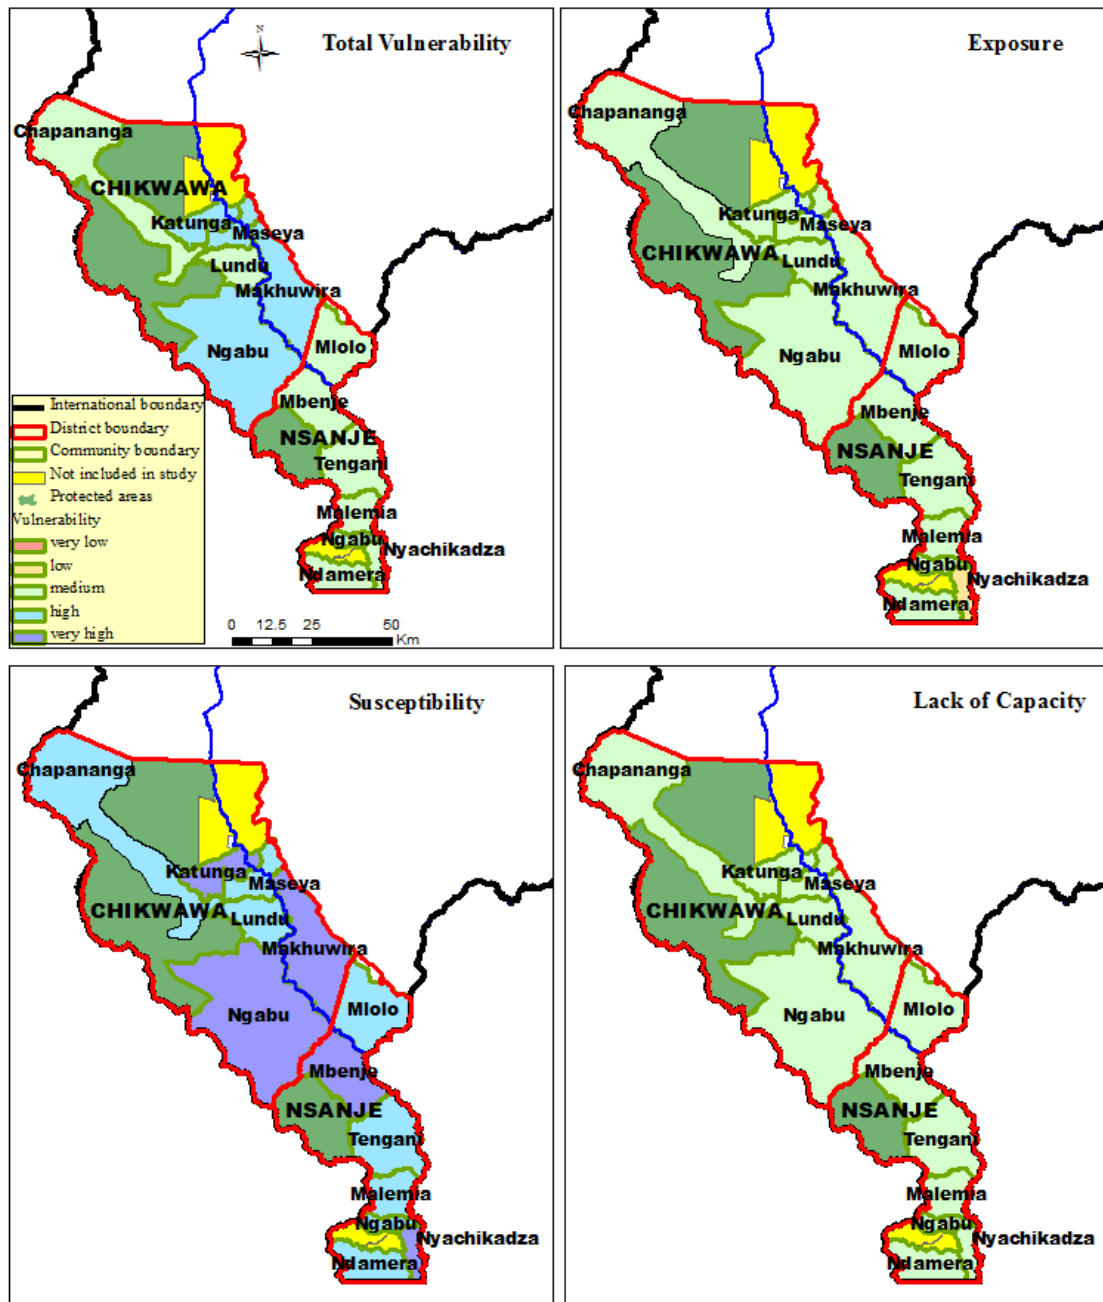 N
Total Vulnerability
Chapananga
CHIKWAWA
Katunga
Maseya
Lundu
Makhuwira
Ngabu
Mlolo
Mbenje
NSANJE
Tengani
Malemia
Ngabu
Nyachikadza
Ndamera
International boundary
District boundary
Community boundary
Not included in study
Protected areas
Vulnerability
very low
low
medium
high
very high
0 12.5 25 50
Km
Exposure
Chapananga
Katunga
Maseya
CHIKWAWA
Lundu
Makhuwira
Ngabu
Mlolo
Mbenje
NSANJE
Tengani
Malemia
Ngabu
Nyachikadza
Ndamera
Susceptibility
Chapananga
Katunga
Maseya
CHIKWAWA
Lundu
Makhuwira
Ngabu
Mlolo
Mbenje
NSANJE
Tengani
Malemia
Ngabu
Nyachikadza
Ndamera
Lack of Capacity
Chapananga
Katunga
Maseya
CHIKWAWA
Lundu
Makhuwira
Ngabu
Mlolo
Mbenje
NSANJE
Tengani
Malemia
Ngabu
Nyachikadza
Ndamera